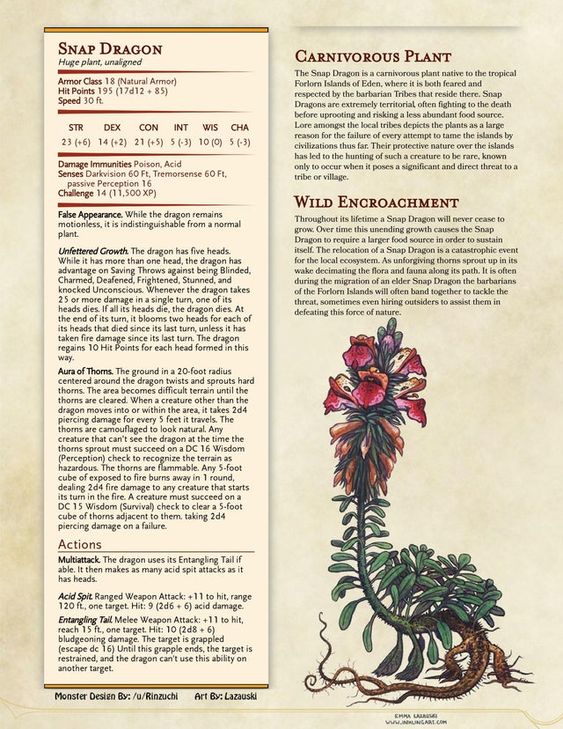 SNAP DRAGON
Huge plant, unaligned
Armor Class 18 (Natural Armor)
Hit Points 195 (17d12 + 85)
Speed 30 ft.
STR DEX CON INT WIS CHA
23 (+6) 14 (+2) 21 (+5) 5 (-3) 10 (0) 5 (-3)
Damage Immunities Poison, Acid
Senses Darkvision 60 Ft, Tremorsense 60 Ft,
passive Perception 16
Challenge 14 (11,500 XP)
False Appearance. While the dragon remains
motionless, it is indistinguishable from a normal
plant.
Unfettered Growth. The dragon has five heads.
While it has more than one head, the dragon has
advantage on Saving Throws against being Blinded,
Charmed, Deafened, Frightened, Stunned, and
knocked Unconscious. Whenever the dragon takes
25 or more damage in a single turn, one of its
heads dies. If all its heads die, the dragon dies. At
the end of its turn, it blooms two heads for each of
its heads that died since its last turn, unless it has
taken fire damage since its last turn. The dragon
regains 10 Hit Points for each head formed in this
way.
Aura of Thorns. The ground in a 20-foot radius
centered around the dragon twists and sprouts hard
thorns. The area becomes difficult terrain until the
thorns are cleared. When a creature other than the
dragon moves into or within the area, it takes 2d4
piercing damage for every 5 feet it travels. The
thorns are camouflaged to look natural. Any
creature that can't see the dragon at the time the
thorns sprout must succeed on a DC 16 Wisdom
(Perception) check to recognize the terrain as
hazardous. The thorns are flammable. Any 5-foot
cube of exposed to fire burns away in 1 round,
dealing 2d4 fire damage to any creature that starts
its turn in the fire. A creature must succeed on a
DC 15 Wisdom (Survival) check to clear a 5-foot
cube of thorns adjacent to them. taking 2d4
piercing damage on a failure.
Actions
Multiattack. The dragon uses its Entangling Tail if
able. It then makes as many acid spit attacks as it
has heads.
Acid Spit. Ranged Weapon Attack: +11 to hit, range
120 ft., one target. Hit: 9 (2d6 + 6) acid damage.
Entangling Tail. Melee Weapon Attack: +11 to hit,
reach 15 ft., one target. Hit: 10 (2d8 + 6)
bludgeoning damage. The target is grappled
(escape dc 16) Until this grapple ends, the target is
restrained, and the dragon can't use this ability on
another target.
Monster Design By: /u/Rinzuchi Art By: Lazauski
CARNIVOROUS PLANT
The Snap Dragon is a carnivorous plant native to the tropical
Forlorn Islands of Eden, where it is both feared and
respected by the barbarian Tribes that reside there. Snap
Dragons are extremely territorial, often fighting to the death
before uprooting and risking a less abundant food source.
Lore amongst the local tribes depicts the plants as a large
reason for the failure of every attempt to tame the islands by
civilizations thus far. Their protective nature over the islands
has led to the hunting of such a creature to be rare, known
only to occur when it poses a significant and direct threat to a
tribe or village.
WILD ENCROACHMENT
Throughout its lifetime a Snap Dragon will never cease to
grow. Over time this unending growth causes the Snap
Dragon to require a larger food source in order to sustain
itself. The relocation of a Snap Dragon is a catastrophic event
for the local ecosystem. As unforgiving thorns sprout up in its
wake decimating the flora and fauna along its path. It is often
during the migration of an elder Snap Dragon the barbarians
of the Forlorn Islands will often band together to tackle the
threat, sometimes even hiring outsiders to assist them in
defeating this force of nature.
EMMA LAZAUSKI
WWW.INKLINGART.COM